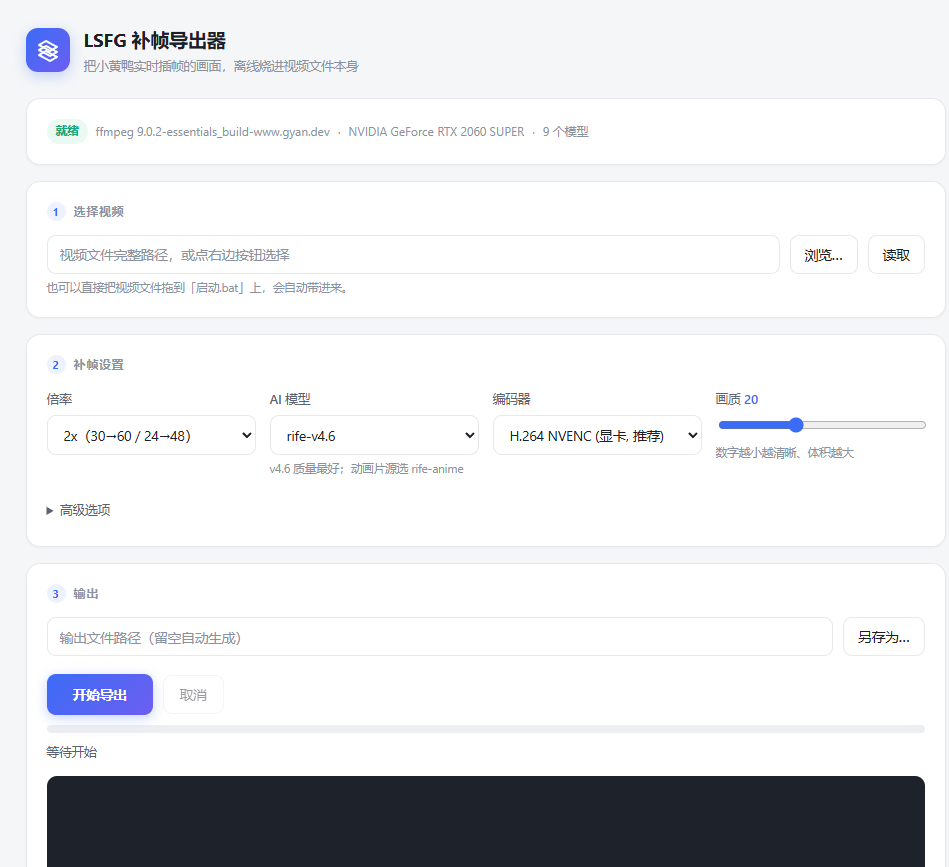 LSFG 补帧导出器
把小黄鸭实时插帧的画面，离线烧进视频文件本身
就绪 ffmpeg 9.0.2-essentials_build-www.gyan.dev · NVIDIA GeForce RTX 2060 SUPER · 9 个模型
1 选择视频
视频文件完整路径，或点右边按钮选择 浏览... 读取
也可以直接把视频文件拖到「启动.bat」上，会自动带进来。
2 补帧设置
倍率 AI 模型 编码器 画质 20
2x（30→60 / 24→48） rife-v4.6 H.264 NVENC (显卡, 推荐)
v4.6 质量最好；动画片源选 rife-anime 数字越小越清晰、体积越大
▶ 高级选项
3 输出
输出文件路径（留空自动生成） 另存为...
开始导出 取消
等待开始